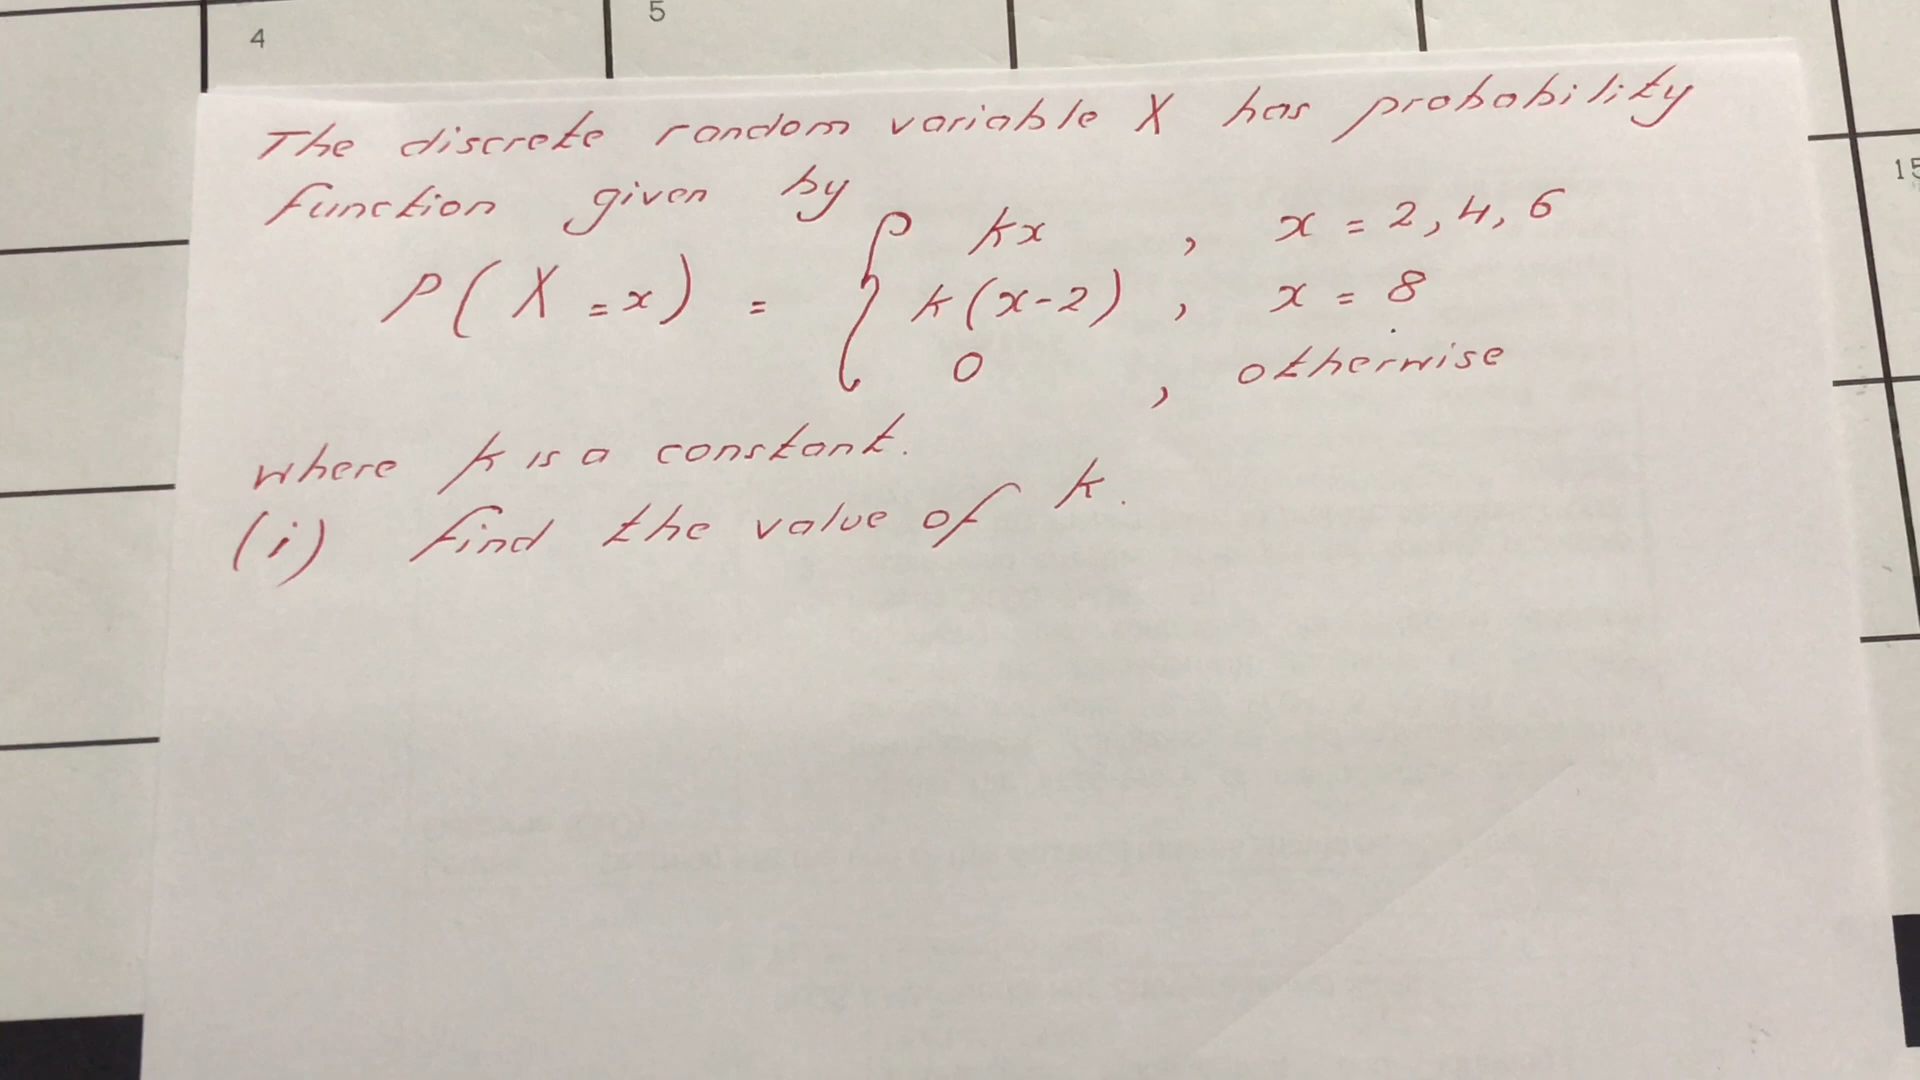 4
5
15
The discrete random variable X has probability
function given by
P(X=x) = { kx , x = 2, 4, 6
k(x-2) , x = 8
0 , otherwise
where k is a constant.
(i) find the value of k.